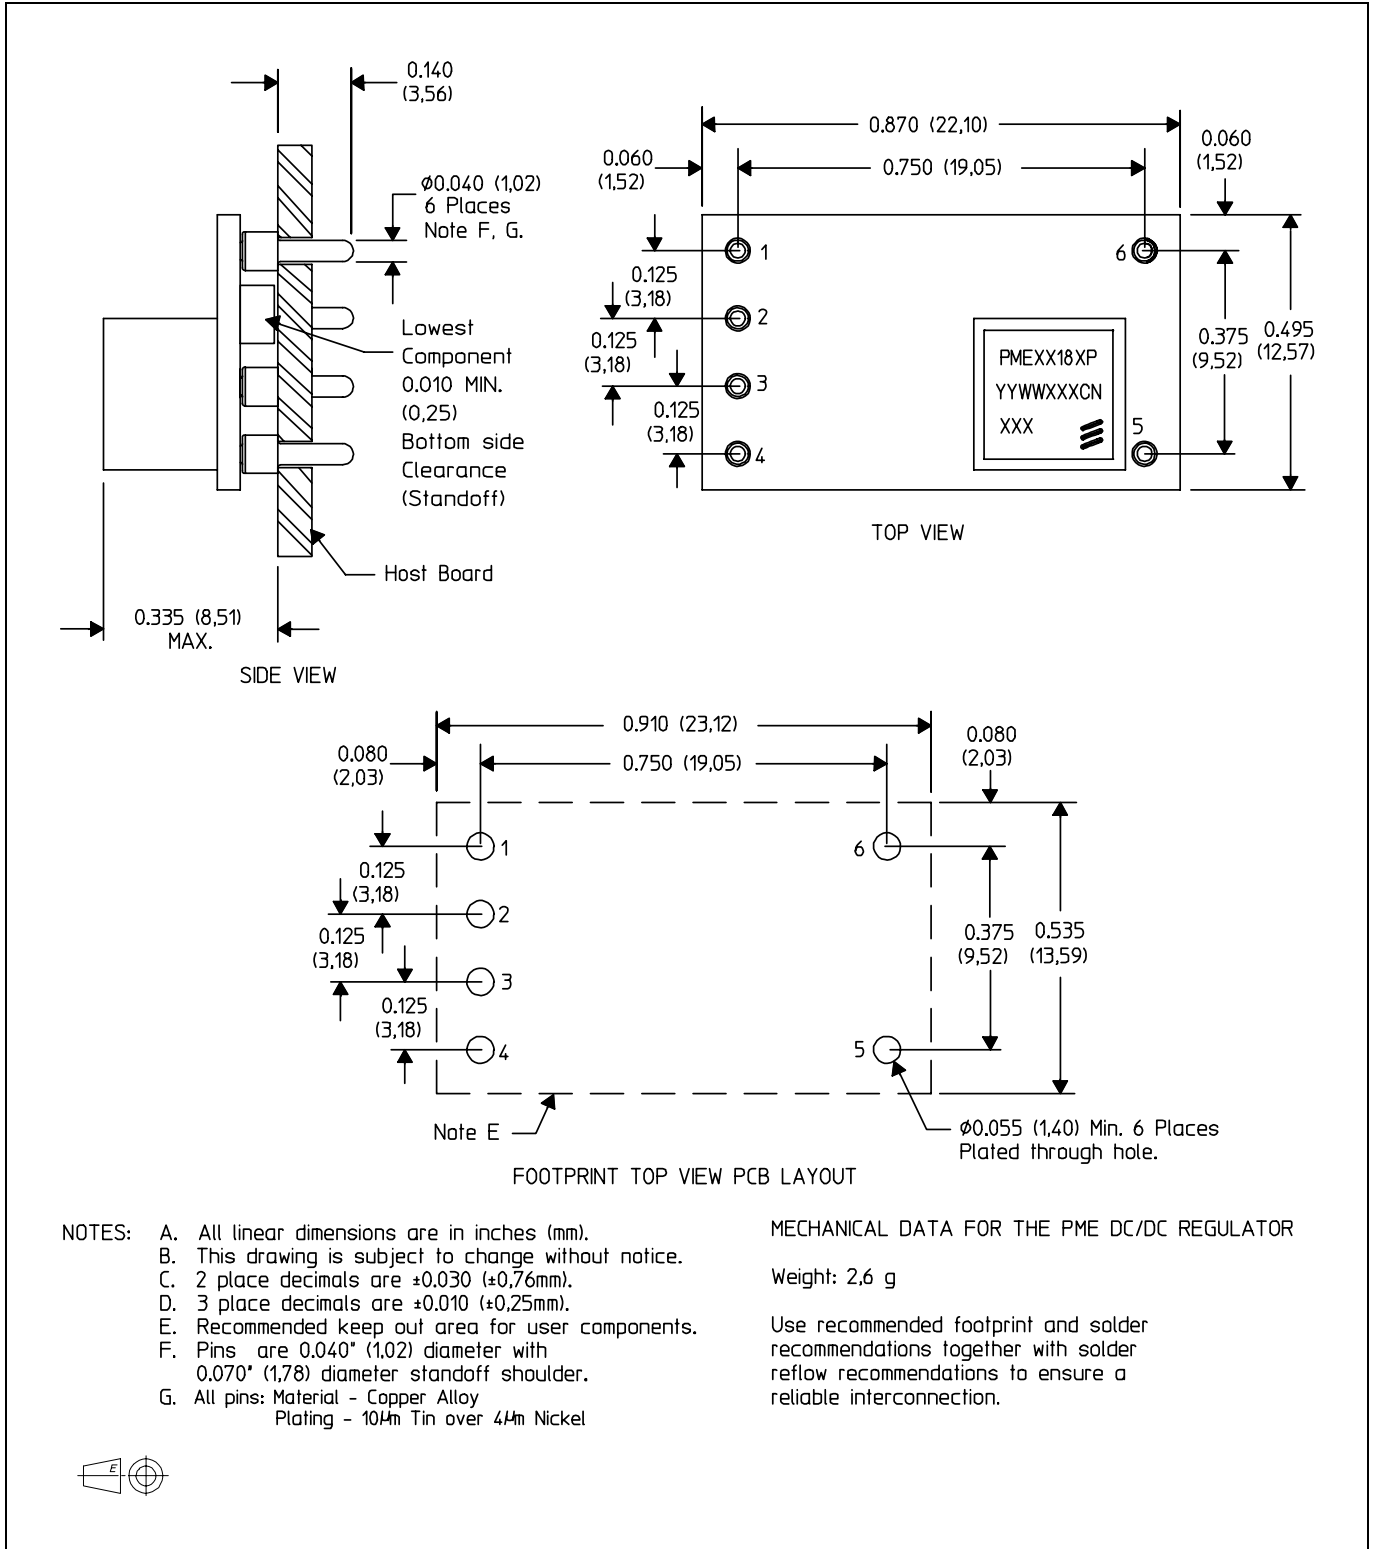 0.140
(3,56)
Ø0.040 (1,02)
6 Places
Note F, G.
Lowest
Component
0.010 MIN.
(0,25)
Bottom side
Clearance
(Standoff)
Host Board
0.335 (8,51)
MAX.
SIDE VIEW
0.870 (22,10)
0.060
(1,52)
0.750 (19,05)
0.060
(1,52)
1
6
0.125
(3,18)
2
0.125
(3,18)
3
0.125
(3,18)
4
PMEXX18XP
YYWWXXXCN
XXX
5
0.375
(9,52)
0.495
(12,57)
TOP VIEW
0.910 (23,12)
0.080
(2,03)
0.750 (19,05)
0.080
(2,03)
1
6
0.125
(3,18)
2
0.125
(3,18)
3
0.125
(3,18)
4
5
0.375
(9,52)
0.535
(13,59)
Note E
Ø0.055 (1,40) Min. 6 Places
Plated through hole.
FOOTPRINT TOP VIEW PCB LAYOUT
NOTES: A. All linear dimensions are in inches (mm).
B. This drawing is subject to change without notice.
C. 2 place decimals are ±0.030 (±0,76mm).
D. 3 place decimals are ±0.010 (±0,25mm).
E. Recommended keep out area for user components.
F. Pins are 0.040" (1,02) diameter with
0.070" (1,78) diameter standoff shoulder.
G. All pins: Material - Copper Alloy
Plating - 10µm Tin over 4µm Nickel
MECHANICAL DATA FOR THE PME DC/DC REGULATOR
Weight: 2,6 g
Use recommended footprint and solder
recommendations together with solder
reflow recommendations to ensure a
reliable interconnection.
E